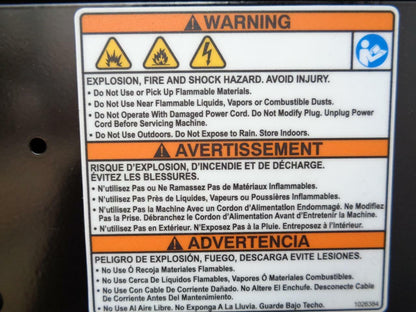 ⚠ WARNING
EXPLOSION, FIRE AND SHOCK HAZARD. AVOID INJURY.
• Do Not Use or Pick Up Flammable Materials.
• Do Not Use Near Flammable Liquids, Vapors or Combustible Dusts.
• Do Not Operate With Damaged Power Cord. Do Not Modify Plug. Unplug Power
Cord Before Servicing Machine.
• Do Not Use Outdoors. Do Not Expose to Rain. Store Indoors.
⚠ AVERTISSEMENT
RISQUE D'EXPLOSION, D'INCENDIE ET DE DÉCHARGE.
ÉVITEZ LES BLESSURES.
• N'utilisez Pas ou Ne Ramassez Pas de Matériaux Inflammables.
• N'utilisez Pas Près de Liquides, Vapeurs ou Poussières Inflammables.
• N'utilisez Pas la Machine Avec un Cordon d'Alimentation Endommagé. Ne Modifiez
Pas la Prise. Débranchez le Cordon d'Alimentation Avant d'Entretenir la Machine.
• N'utilisez Pas en Extérieur. N'Exposez Pas à la Pluie. Entreposez à l'Intérieur.
⚠ ADVERTENCIA
PELIGRO DE EXPLOSIÓN, FUEGO, DESCARGA EVITE LESIONES.
• No Use Ó Recoja Materiales Flamables.
• No Use Cerca De Líquidos Flamables, Vapores Ó Materiales Combustibles.
• No Use Con Cable De Corriente Dañado. No Altere El Enchufe. Desconecte Cable
De Corriente Antes Del Mantenimiento.
• No Use Al Aire Libre. No Exponga A La Lluvia. Guarde Bajo Techo.
1026384